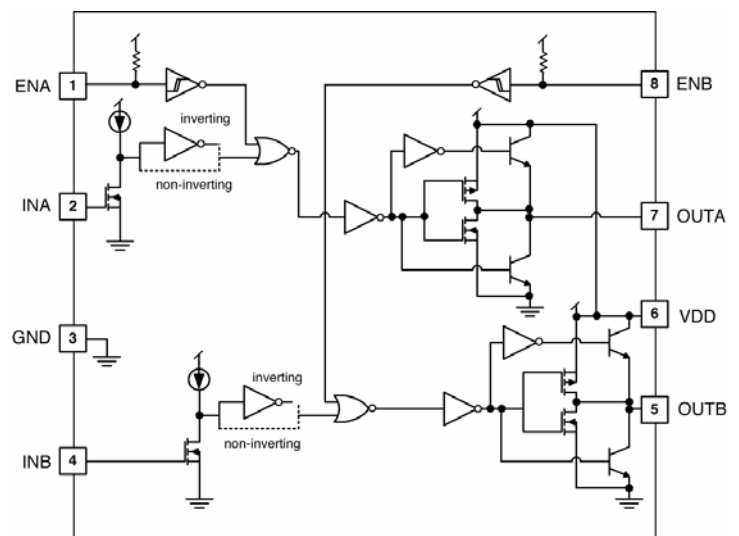 ENA 1
8 ENB
inverting
non-inverting
INA 2
7 OUTA
GND 3
6 VDD
inverting
non-inverting
5 OUTB
INB 4